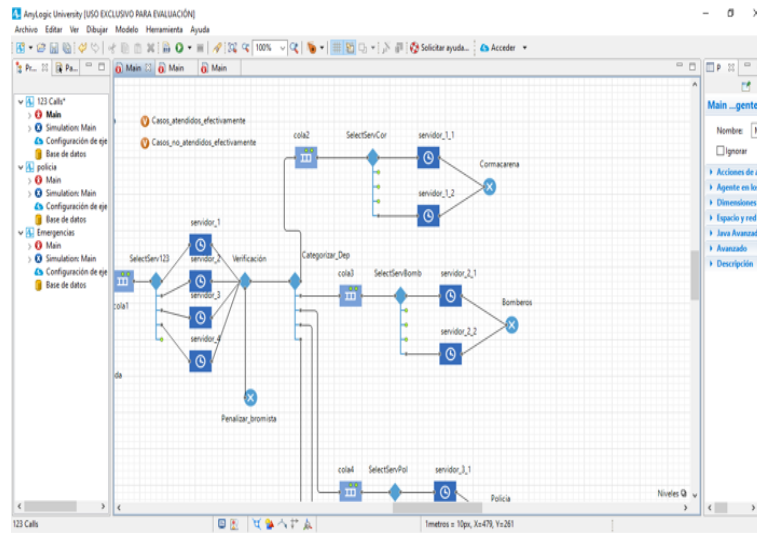 AnyLogic University [USO EXCLUSIVO PARA EVALUACIÓN]
Archivo Editar Ver Dibujar Modelo Herramienta Ayuda
100% Solicitar ayuda... Acceder
Pr... Pa... Main Main Main P
123 Calls*
Main
Simulation: Main
Configuración de eje
Base de datos
policia
Main
Simulation: Main
Configuración de eje
Base de datos
Emergencias
Main
Simulation: Main
Configuración de eje
Base de datos
Casos_atendidos_efectivamente
Casos_no_atendidos_efectivamente
cola2 SelectServCor servidor_1_1
Cormacarena
servidor_1_2
servidor_1
SelectServ123 servidor_2 Verificación Categorizar_Dep
cola3 SelectServBomb servidor_2_1
cola1 servidor_3
Bomberos
servidor_4 servidor_2_2
ada
Penalizar_bromista
cola4 SelectServPol servidor_3_1
Policia
Niveles
Main ...gente
Nombre: M
Ignorar
Acciones de A
Agente en los
Dimensiones
Espacio y red
Java Avanzad
Avanzado
Descripción
123 Calls 1metros = 10px, X=479, Y=261